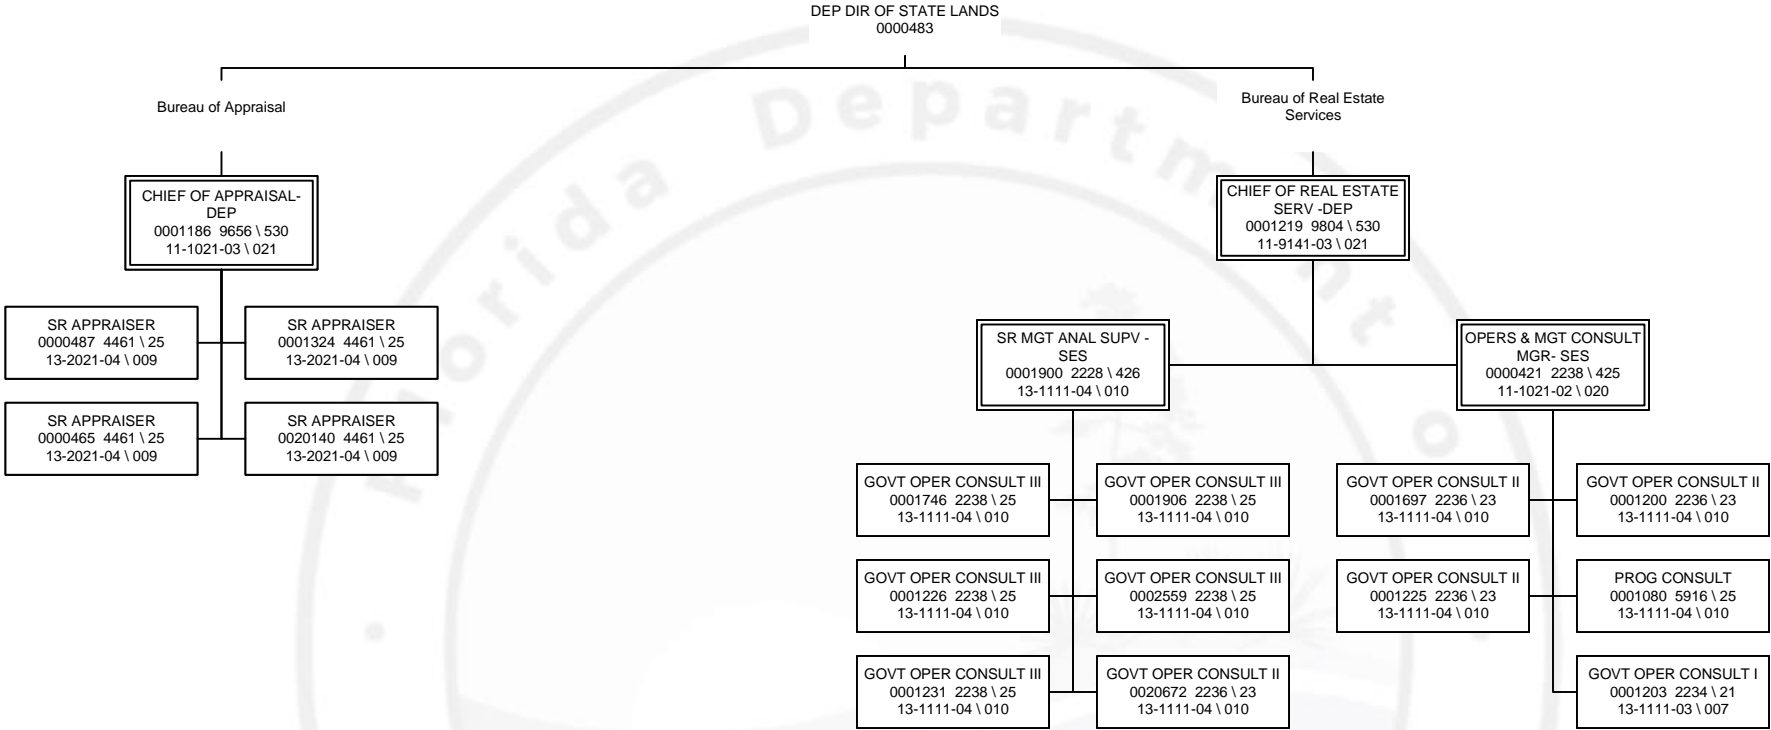 DEP DIR OF STATE LANDS
0000483
Bureau of Appraisal
Bureau of Real Estate
Services
CHIEF OF APPRAISAL-
DEP
0001186 9656 \ 530
11-1021-03 \ 021
CHIEF OF REAL ESTATE
SERV -DEP
0001219 9804 \ 530
11-9141-03 \ 021
SR APPRAISER
0000487 4461 \ 25
13-2021-04 \ 009
SR APPRAISER
0001324 4461 \ 25
13-2021-04 \ 009
SR MGT ANAL SUPV -
SES
0001900 2228 \ 426
13-1111-04 \ 010
OPERS & MGT CONSULT
MGR- SES
0000421 2238 \ 425
11-1021-02 \ 020
SR APPRAISER
0000465 4461 \ 25
13-2021-04 \ 009
SR APPRAISER
0020140 4461 \ 25
13-2021-04 \ 009
GOVT OPER CONSULT III
0001746 2238 \ 25
13-1111-04 \ 010
GOVT OPER CONSULT III
0001906 2238 \ 25
13-1111-04 \ 010
GOVT OPER CONSULT II
0001697 2236 \ 23
13-1111-04 \ 010
GOVT OPER CONSULT II
0001200 2236 \ 23
13-1111-04 \ 010
GOVT OPER CONSULT III
0001226 2238 \ 25
13-1111-04 \ 010
GOVT OPER CONSULT III
0002559 2238 \ 25
13-1111-04 \ 010
GOVT OPER CONSULT II
0001225 2236 \ 23
13-1111-04 \ 010
PROG CONSULT
0001080 5916 \ 25
13-1111-04 \ 010
GOVT OPER CONSULT III
0001231 2238 \ 25
13-1111-04 \ 010
GOVT OPER CONSULT II
0020672 2236 \ 23
13-1111-04 \ 010
GOVT OPER CONSULT I
0001203 2234 \ 21
13-1111-03 \ 007
Florida Department o